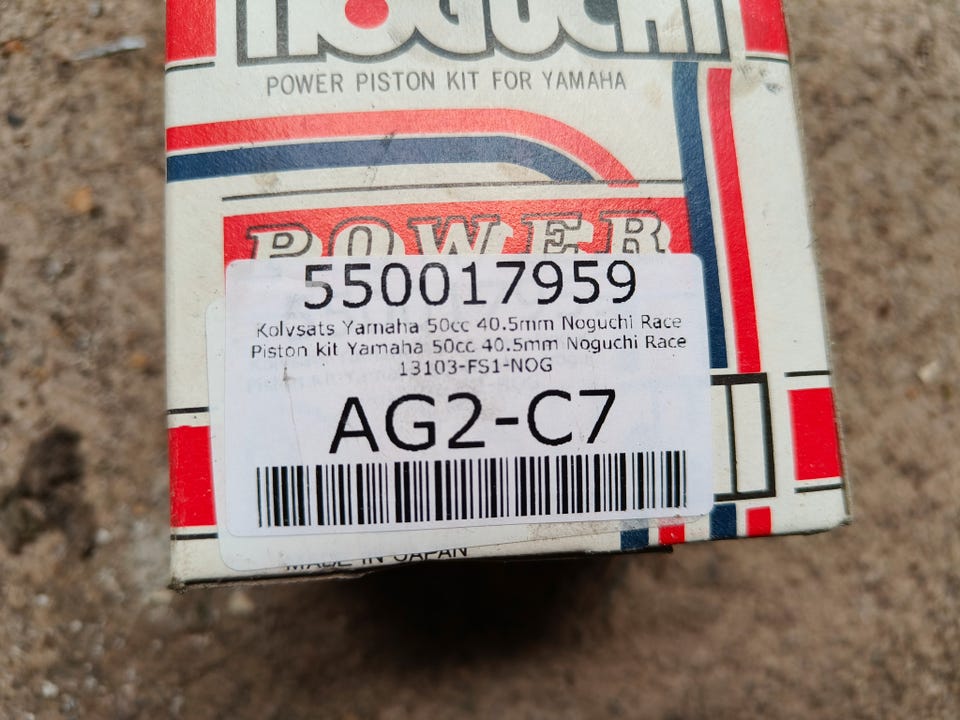 NOGUCHI
POWER PISTON KIT FOR YAMAHA
POWER
550017959
Kolvsats Yamaha 50cc 40.5mm Noguchi Race
Piston kit Yamaha 50cc 40.5mm Noguchi Race
13103-FS1-NOG
AG2-C7
MADE IN JAPAN